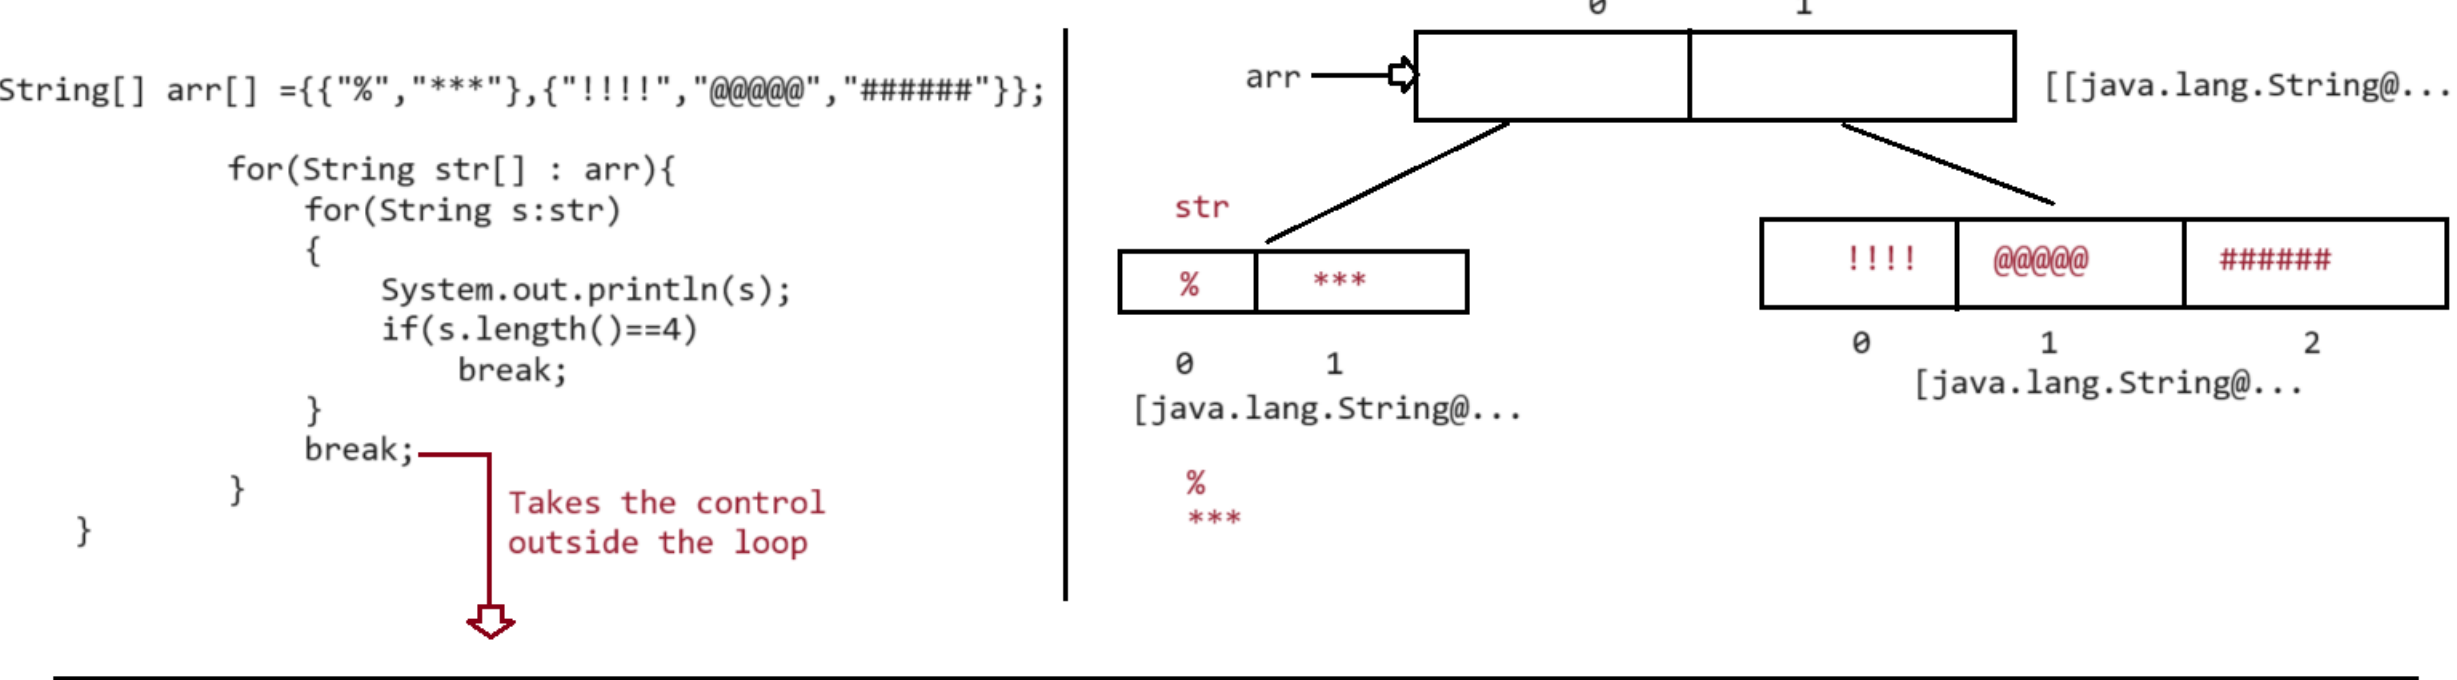 String[] arr[] ={{"%","***"},{"!!!!","@@@@@","######"}};
for(String str[] : arr){
for(String s:str)
{
System.out.println(s);
if(s.length()==4)
break;
}
break;
}
}
Takes the control
outside the loop
0 1
arr
[[java.lang.String@...
str
% ***
0 1
[java.lang.String@...
!!!! @@@@@ ######
0 1 2
[java.lang.String@...
%
***